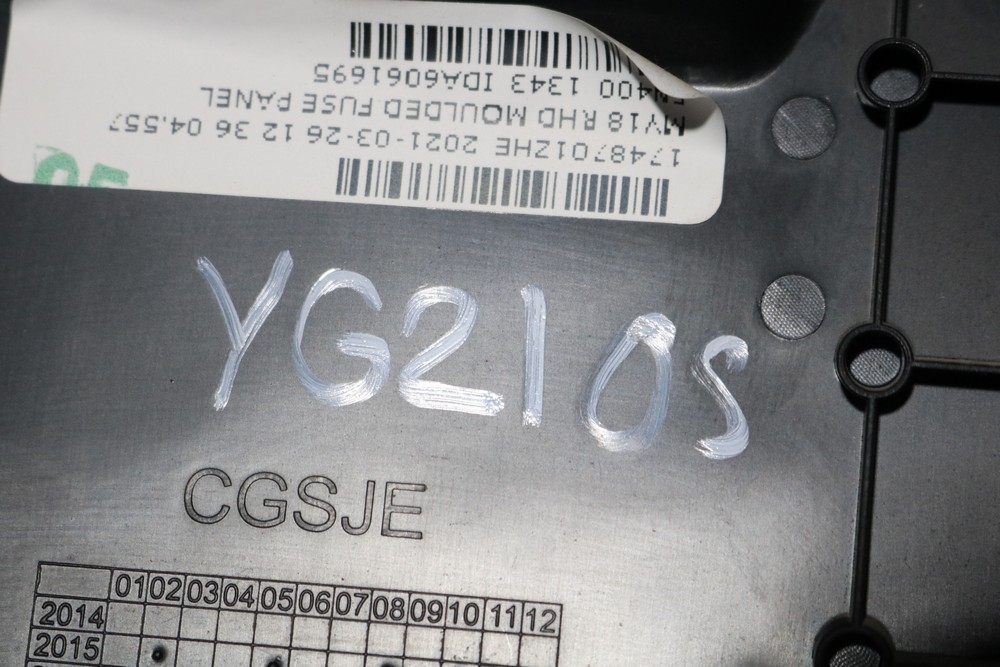 1748701ZHE 2021-03-26 12 36 04.557
MY18 RHD MOULDED FUSE PANEL
1343 IDA6061695
YG210S
CGSJE
01 02 03 04 05 06 07 08 09 10 11 12
2014
2015